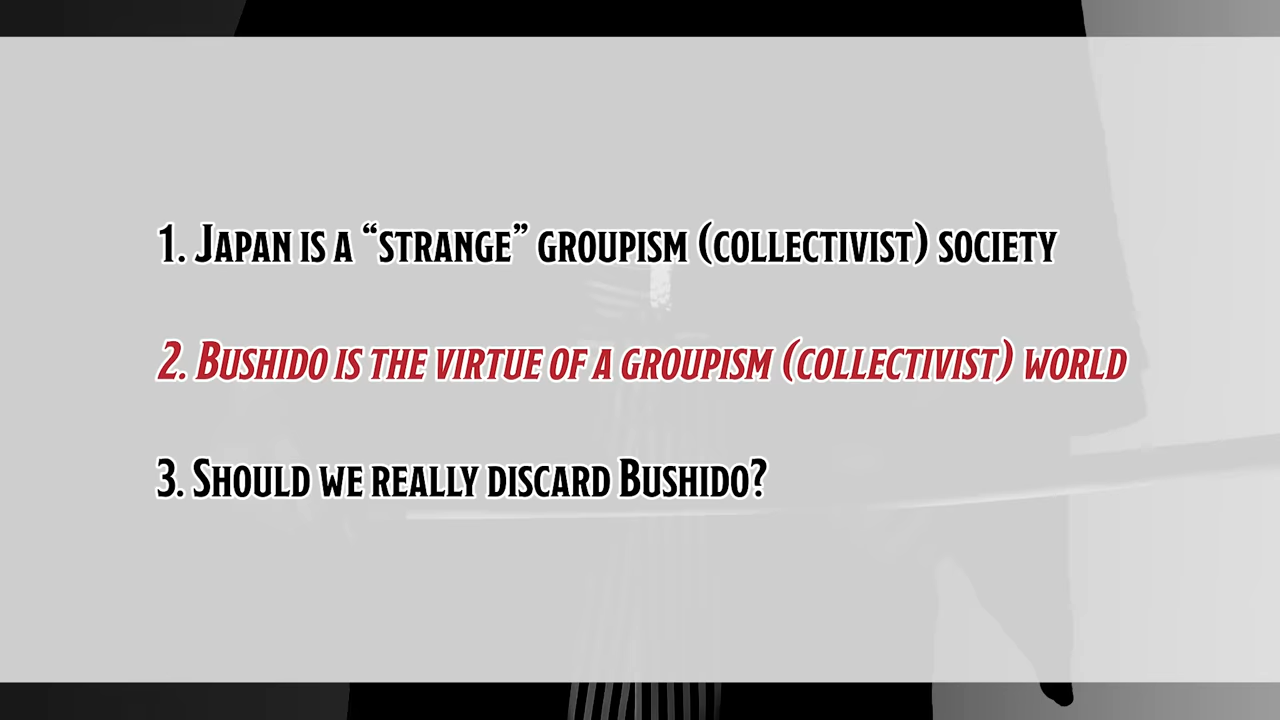 1. Japan is a “strange” groupism (collectivist) society
2. Bushido is the virtue of a groupism (collectivist) world
3. Should we really discard Bushido?